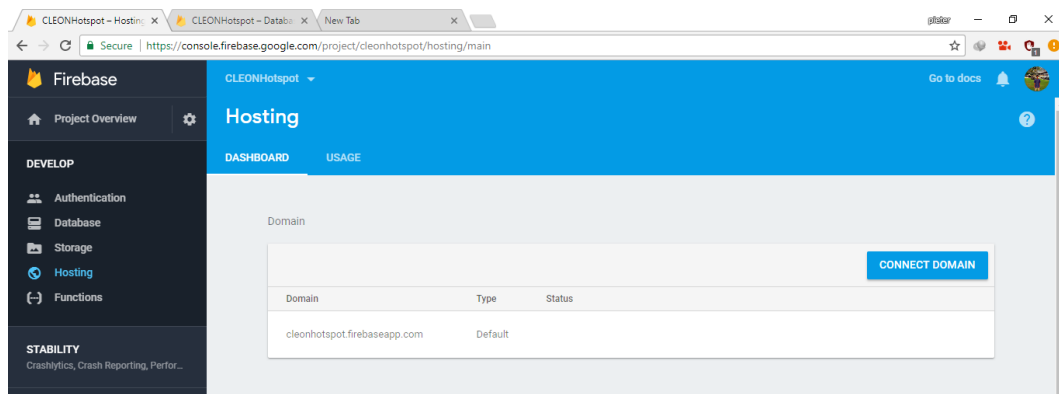 CLEONHotspot – Hosting
CLEONHotspot – Databa
New Tab
pister
Secure | https://console.firebase.google.com/project/cleonhotspot/hosting/main
1
Firebase
CLEONHotspot
Go to docs
Project Overview
Hosting
DEVELOP
DASHBOARD
USAGE
Authentication
Database
Storage
Hosting
Functions
Domain
CONNECT DOMAIN
Domain Type Status
cleonhotspot.firebaseapp.com Default
STABILITY
Crashlytics, Crash Reporting, Perfor...